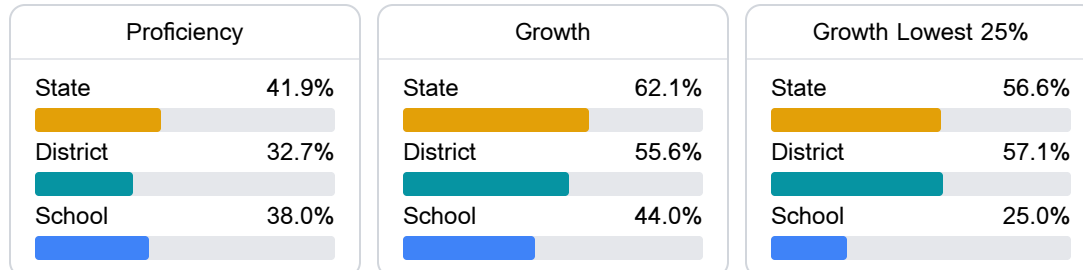 Proficiency
State 41.9%
District 32.7%
School 38.0%
Growth
State 62.1%
District 55.6%
School 44.0%
Growth Lowest 25%
State 56.6%
District 57.1%
School 25.0%